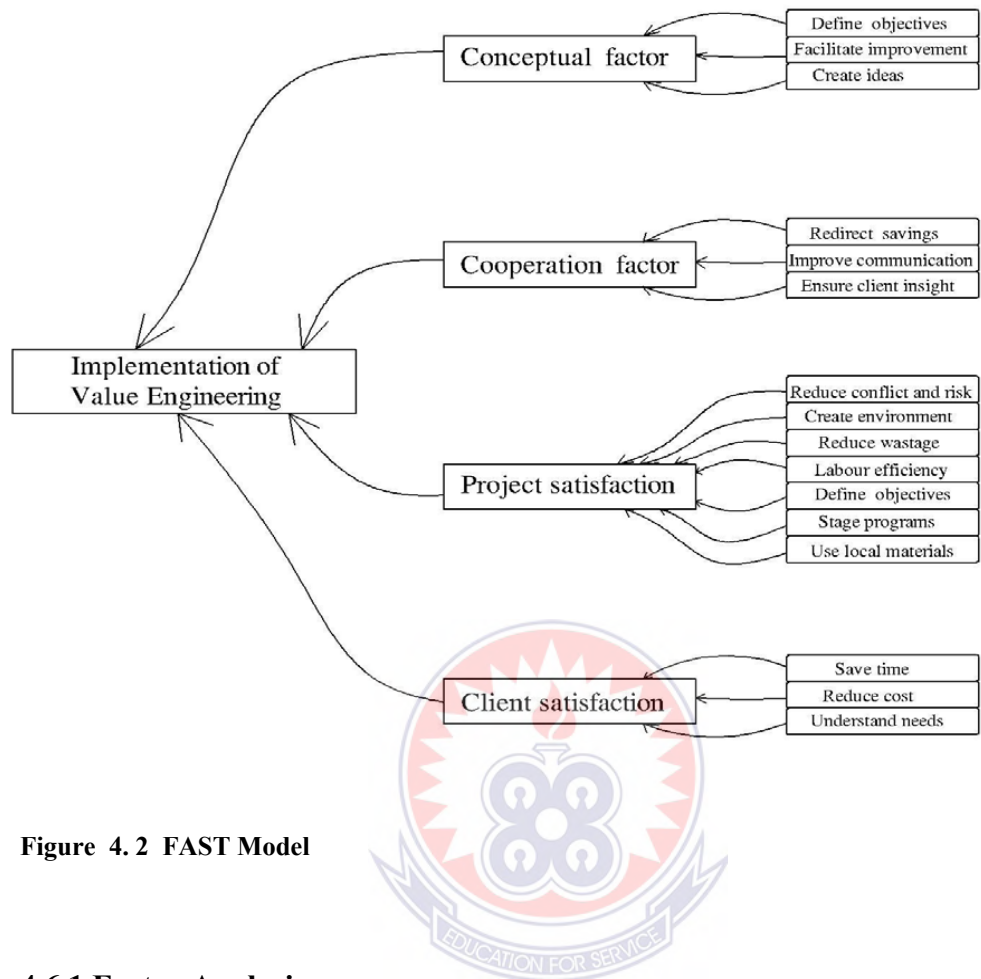 Define objectives
Facilitate improvement
Create ideas
Conceptual factor
Redirect savings
Improve communication
Ensure client insight
Cooperation factor
Implementation of
Value Engineering
Reduce conflict and risk
Create environment
Reduce wastage
Labour efficiency
Define objectives
Stage programs
Use local materials
Project satisfaction
Save time
Reduce cost
Understand needs
Client satisfaction
Figure 4. 2 FAST Model
EDUCATION FOR SERVICE